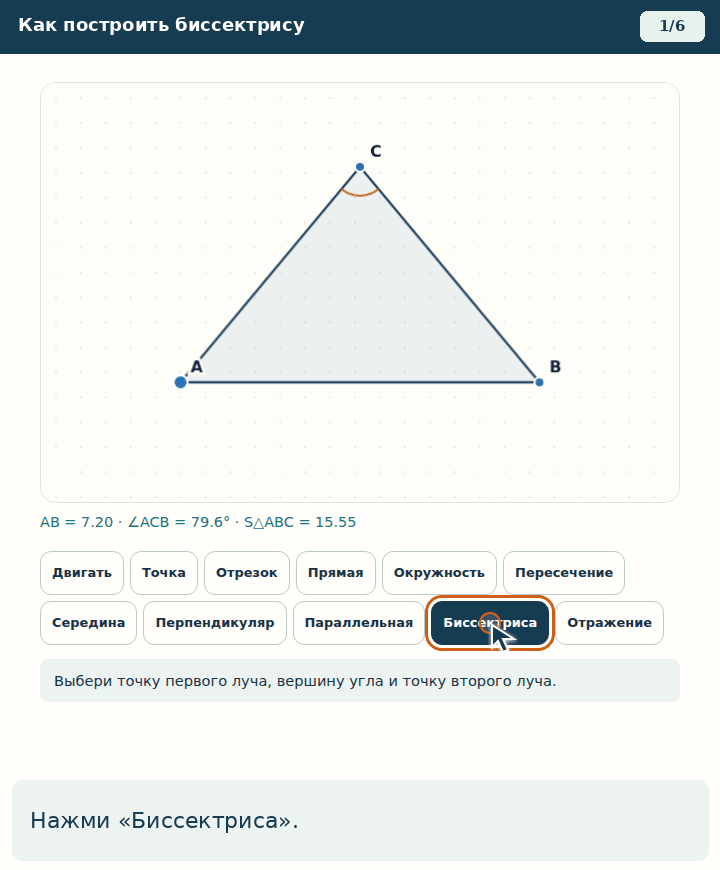 Как построить биссектрису
1/6
C
A
B
AB = 7.20 · ∠ACB = 79.6° · S△ABC = 15.55
Двигать Точка Отрезок Прямая Окружность Пересечение
Середина Перпендикуляр Параллельная Биссектриса Отражение
Выбери точку первого луча, вершину угла и точку второго луча.
Нажми «Биссектриса».